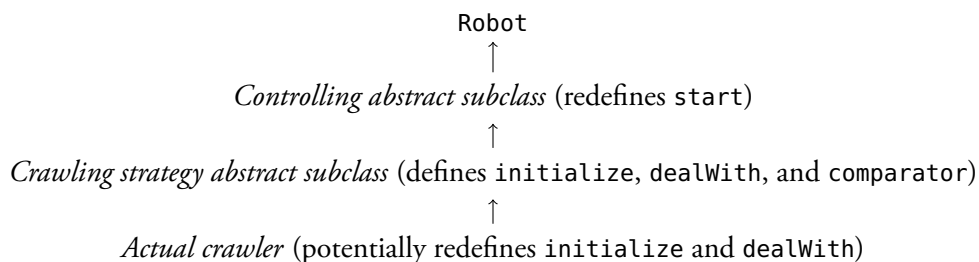 Robot
↑
Controlling abstract subclass (redefines start)
↑
Crawling strategy abstract subclass (defines initialize, dealWith, and comparator)
↑
Actual crawler (potentially redefines initialize and dealWith)